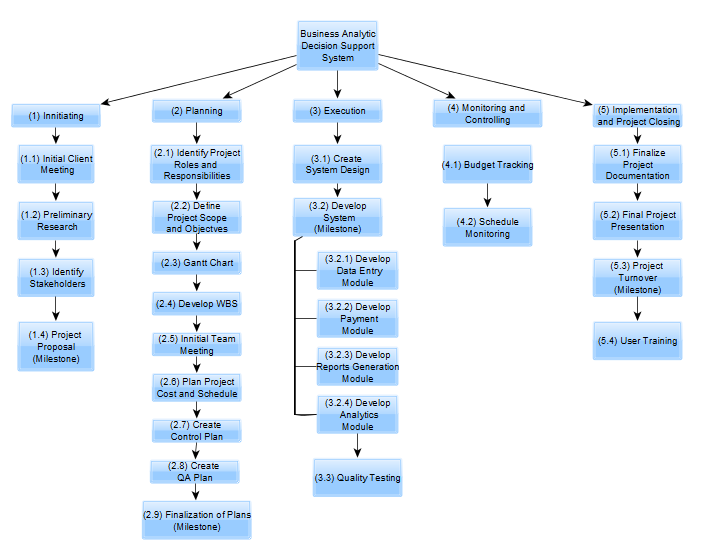 Business Analytic
Decision Support
System
(1) Innitiating
(2) Planning
(3) Execution
(4) Monitoring and
Controlling
(5) Implementation
and Project Closing
(1.1) Initial Client
Meeting
(1.2) Preliminary
Research
(1.3) Identify
Stakeholders
(1.4) Project
Proposal
(Milestone)
(2.1) Identify Project
Roles and
Responsibilities
(2.2) Define
Project Scope
and Objectves
(2.3) Gantt Chart
(2.4) Develop WBS
(2.5) Innitial Team
Meeting
(2.6) Plan Project
Cost and Schedule
(2.7) Create
Control Plan
(2.8) Create
QA Plan
(2.9) Finalization of Plans
(Milestone)
(3.1) Create
System Design
(3.2) Develop
System
(Milestone)
(3.2.1) Develop
Data Entry
Module
(3.2.2) Develop
Payment
Module
(3.2.3) Develop
Reports Generation
Module
(3.2.4) Develop
Analytics
Module
(3.3) Quality Testing
(4.1) Budget Tracking
(4.2) Schedule
Monitoring
(5.1) Finalize
Project
Documentation
(5.2) Final Project
Presentation
(5.3) Project
Turnover
(Milestone)
(5.4) User Training